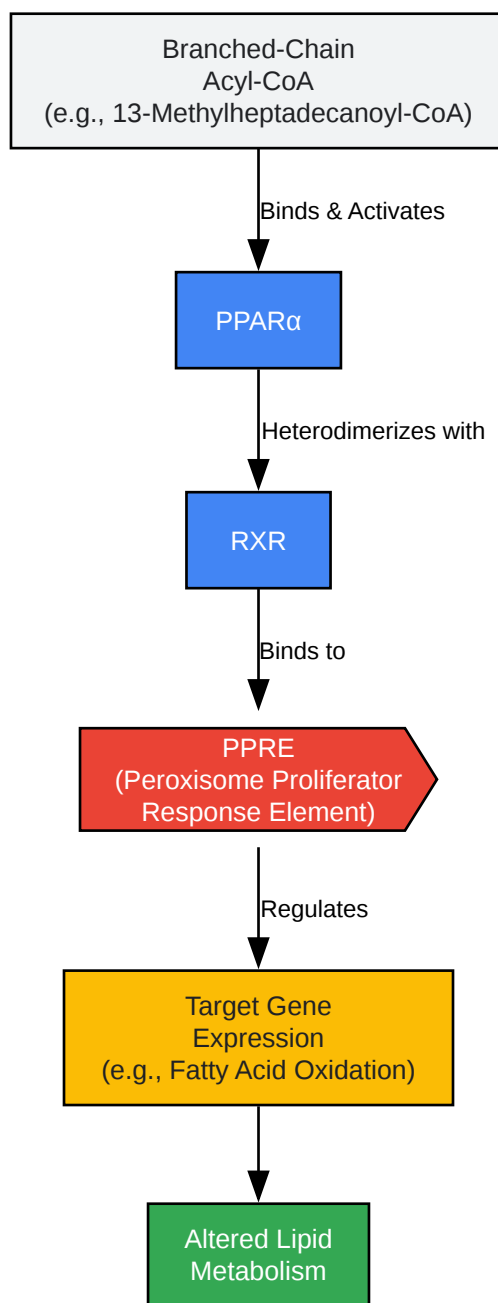 Branched-Chain
Acyl-CoA
(e.g., 13-Methylheptadecanoyl-CoA)
Binds & Activates
PPARα
Heterodimerizes with
RXR
Binds to
PPRE
(Peroxisome Proliferator
Response Element)
Regulates
Target Gene
Expression
(e.g., Fatty Acid Oxidation)
Altered Lipid
Metabolism